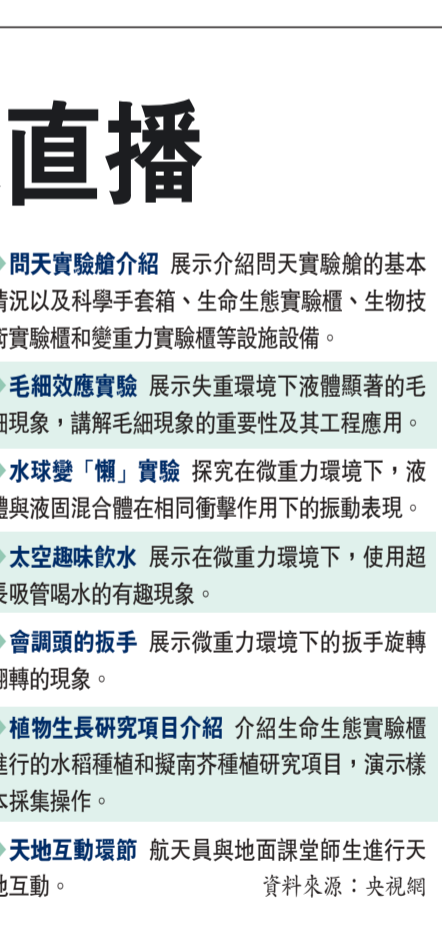 直播
問天實驗艙介紹 展示介紹問天實驗艙的基本
情況以及科學手套箱、生命生態實驗櫃、生物技
術實驗櫃和變重力實驗櫃等設施設備。
毛細效應實驗 展示失重環境下液體顯著的毛
細現象，講解毛細現象的重要性及其工程應用。
水球變「懶」實驗 探究在微重力環境下，液
體與液固混合體在相同衝擊作用下的振動表現。
太空趣味飲水 展示在微重力環境下，使用超
長吸管喝水的有趣現象。
會調頭的扳手 展示微重力環境下的扳手旋轉
翻轉的現象。
植物生長研究項目介紹 介紹生命生態實驗櫃
進行的水稻種植和擬南芥種植研究項目，演示樣
本採集操作。
天地互動環節 航天員與地面課堂師生進行天
地互動。 資料來源：央視網